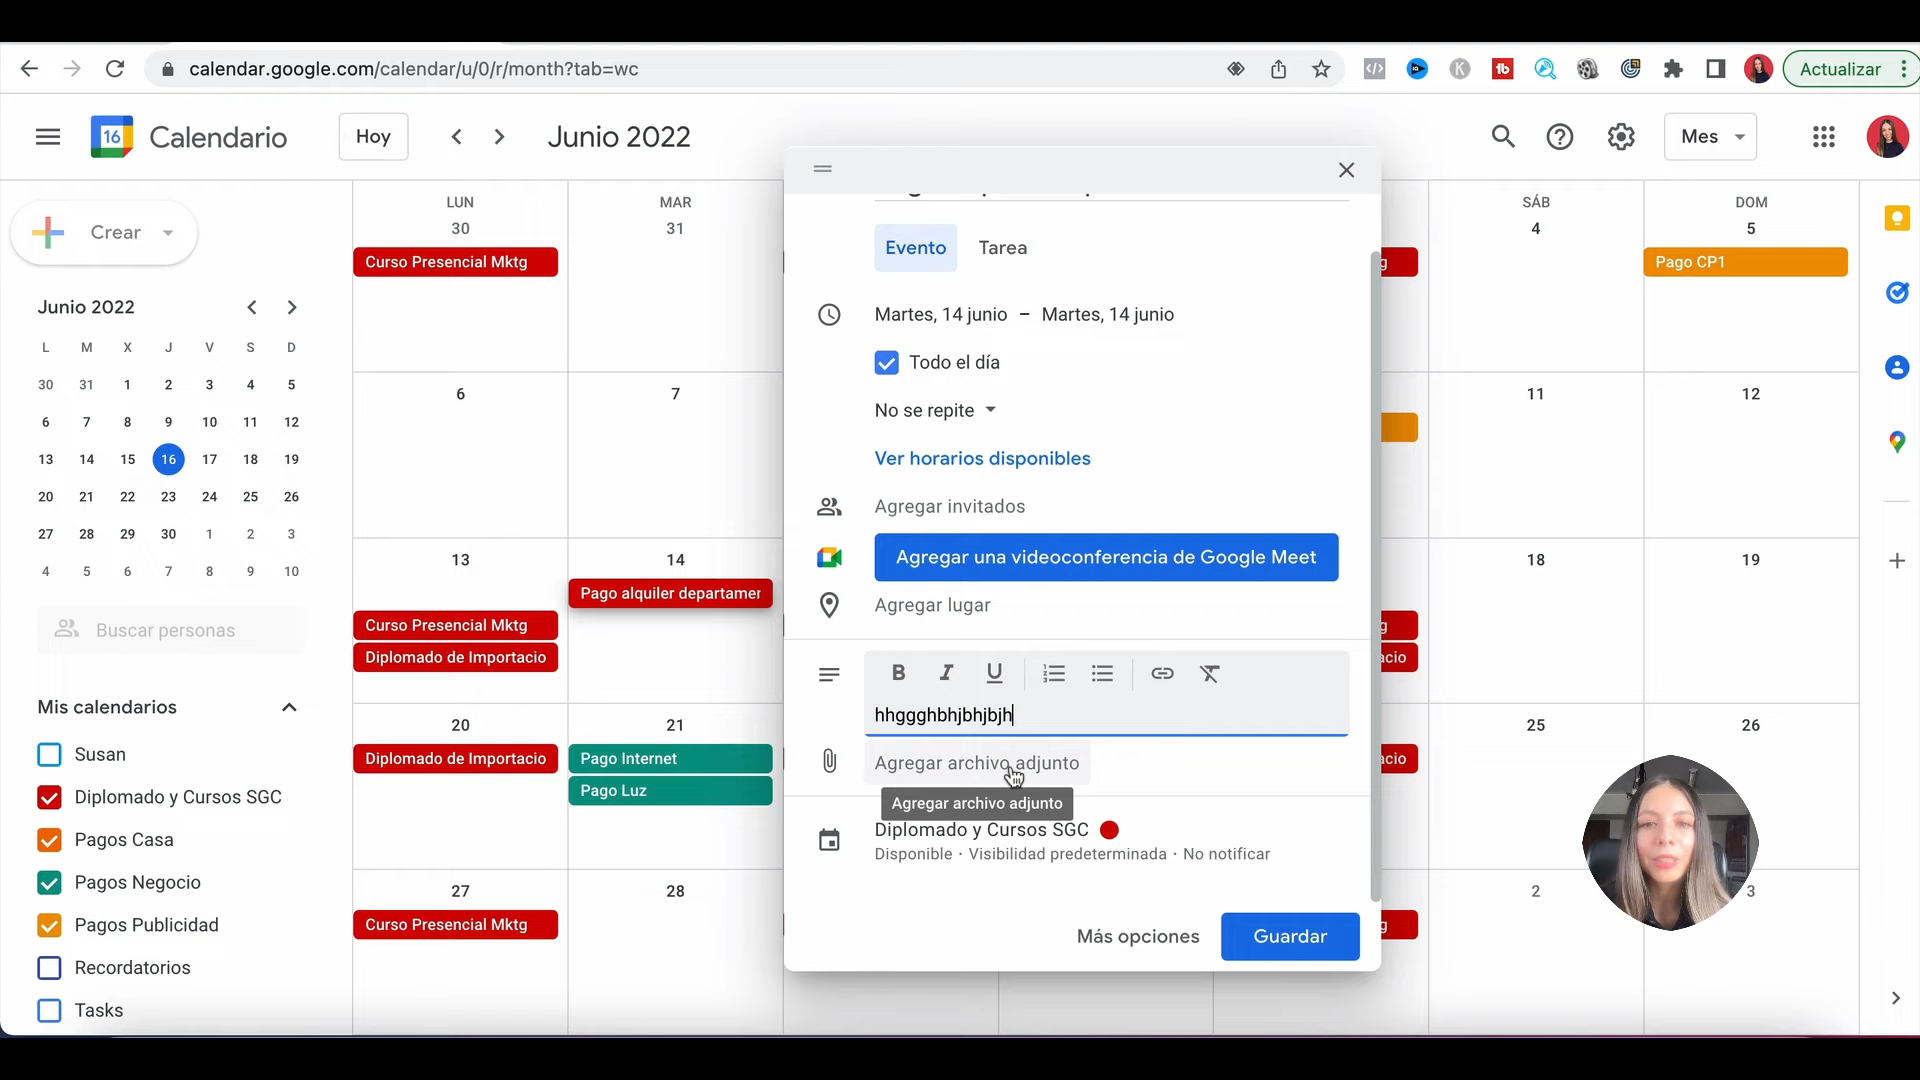 calendar.google.com/calendar/u/0/r/month?tab=wc
Actualizar
16
Calendario
Hoy
Junio 2022
Mes
Crear
Junio 2022
L M X J V S D
30 31 1 2 3 4 5
6 7 8 9 10 11 12
13 14 15 16 17 18 19
20 21 22 23 24 25 26
27 28 29 30 1 2 3
4 5 6 7 8 9 10
Buscar personas
Mis calendarios
Susan
Diplomado y Cursos SGC
Pagos Casa
Pagos Negocio
Pagos Publicidad
Recordatorios
Tasks
LUN MAR SÁB DOM
30 31 4 5
Curso Presencial Mktg
g
Pago CP1
6 7 11 12
13 14 18 19
Pago alquiler departamen
Curso Presencial Mktg
g
Diplomado de Importacio
acio
20 21 25 26
Diplomado de Importacio
Pago Internet
acio
Pago Luz
27 28 2 3
Curso Presencial Mktg
g
Evento Tarea
Martes, 14 junio – Martes, 14 junio
Todo el día
No se repite
Ver horarios disponibles
Agregar invitados
Agregar una videoconferencia de Google Meet
Agregar lugar
B I U
hhggghbhjbhjbjh
Agregar archivo adjunto
Agregar archivo adjunto
Diplomado y Cursos SGC
Disponible · Visibilidad predeterminada · No notificar
Más opciones
Guardar